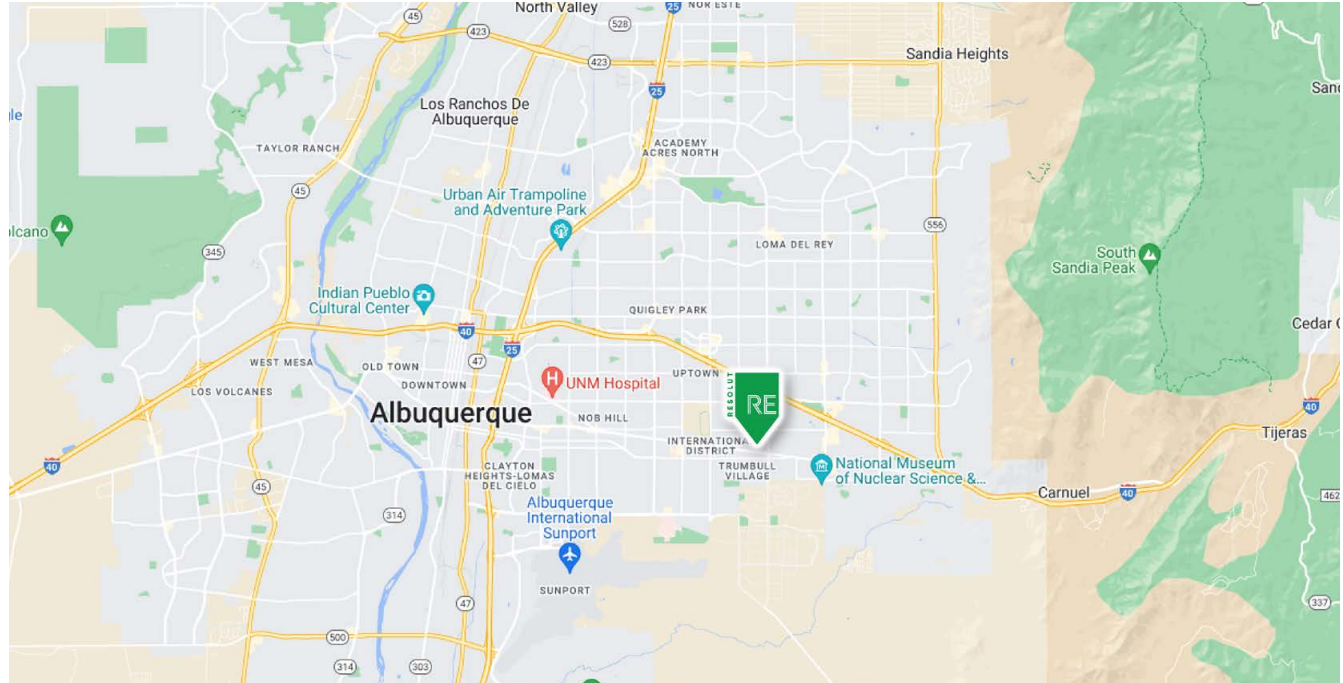 North Valley
NOR ESTE
45
25
528
423
423
Sandia Heights
25
Los Ranchos De
Albuquerque
TAYLOR RANCH
ACADEMY
ACRES NORTH
45
Urban Air Trampoline
and Adventure Park
556
345
LOMA DEL REY
South
Sandia Peak
Indian Pueblo
Cultural Center
QUIGLEY PARK
40
25
47
WEST MESA
OLD TOWN
UPTOWN
DOWNTOWN
H
UNM Hospital
LOS VOLCANES
RESOLUT
RE
Albuquerque
NOB HILL
40
Tijeras
INTERNATIONAL
DISTRICT
TRUMBULL
VILLAGE
National Museum
of Nuclear Science &...
CLAYTON
HEIGHTS-LOMAS
DEL CIELO
40
45
Carnuel
40
462
314
Albuquerque
International
Sunport
SUNPORT
47
337
500
314
303